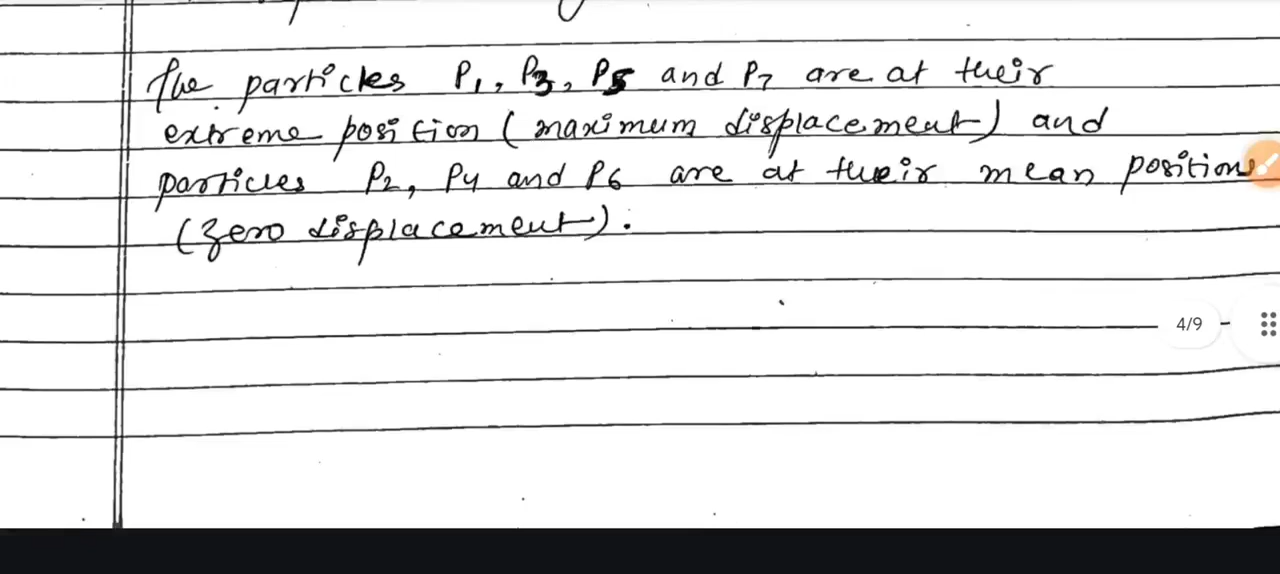 The particles P1, P3, P5 and P7 are at their
extreme position (maximum displacement) and
particles P2, P4 and P6 are at their mean position
(zero displacement).
4/9